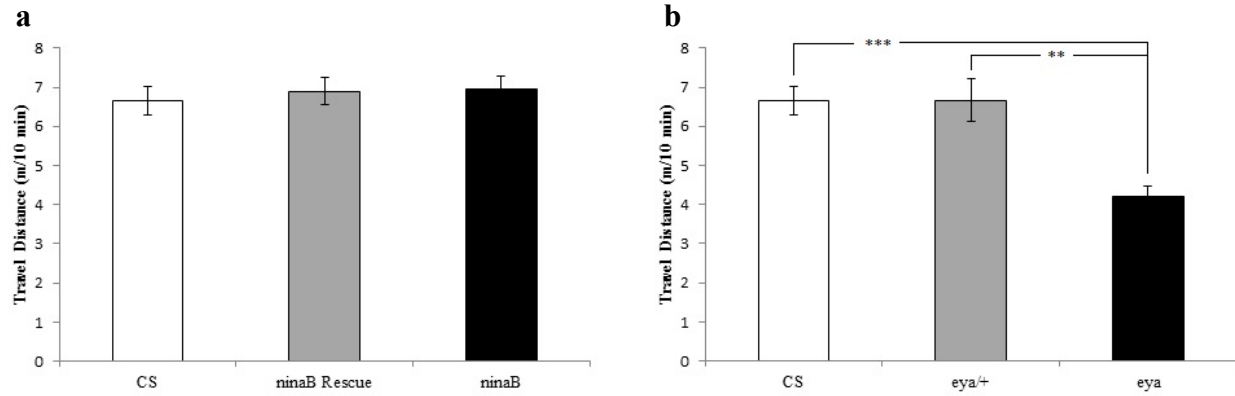 a
Travel Distance (m/10 min)
8
7
6
5
4
3
2
1
0
CS
ninaB Rescue
ninaB
b
Travel Distance (m/10 min)
8
7
6
5
4
3
2
1
0
***
**
CS
eya/+
eya